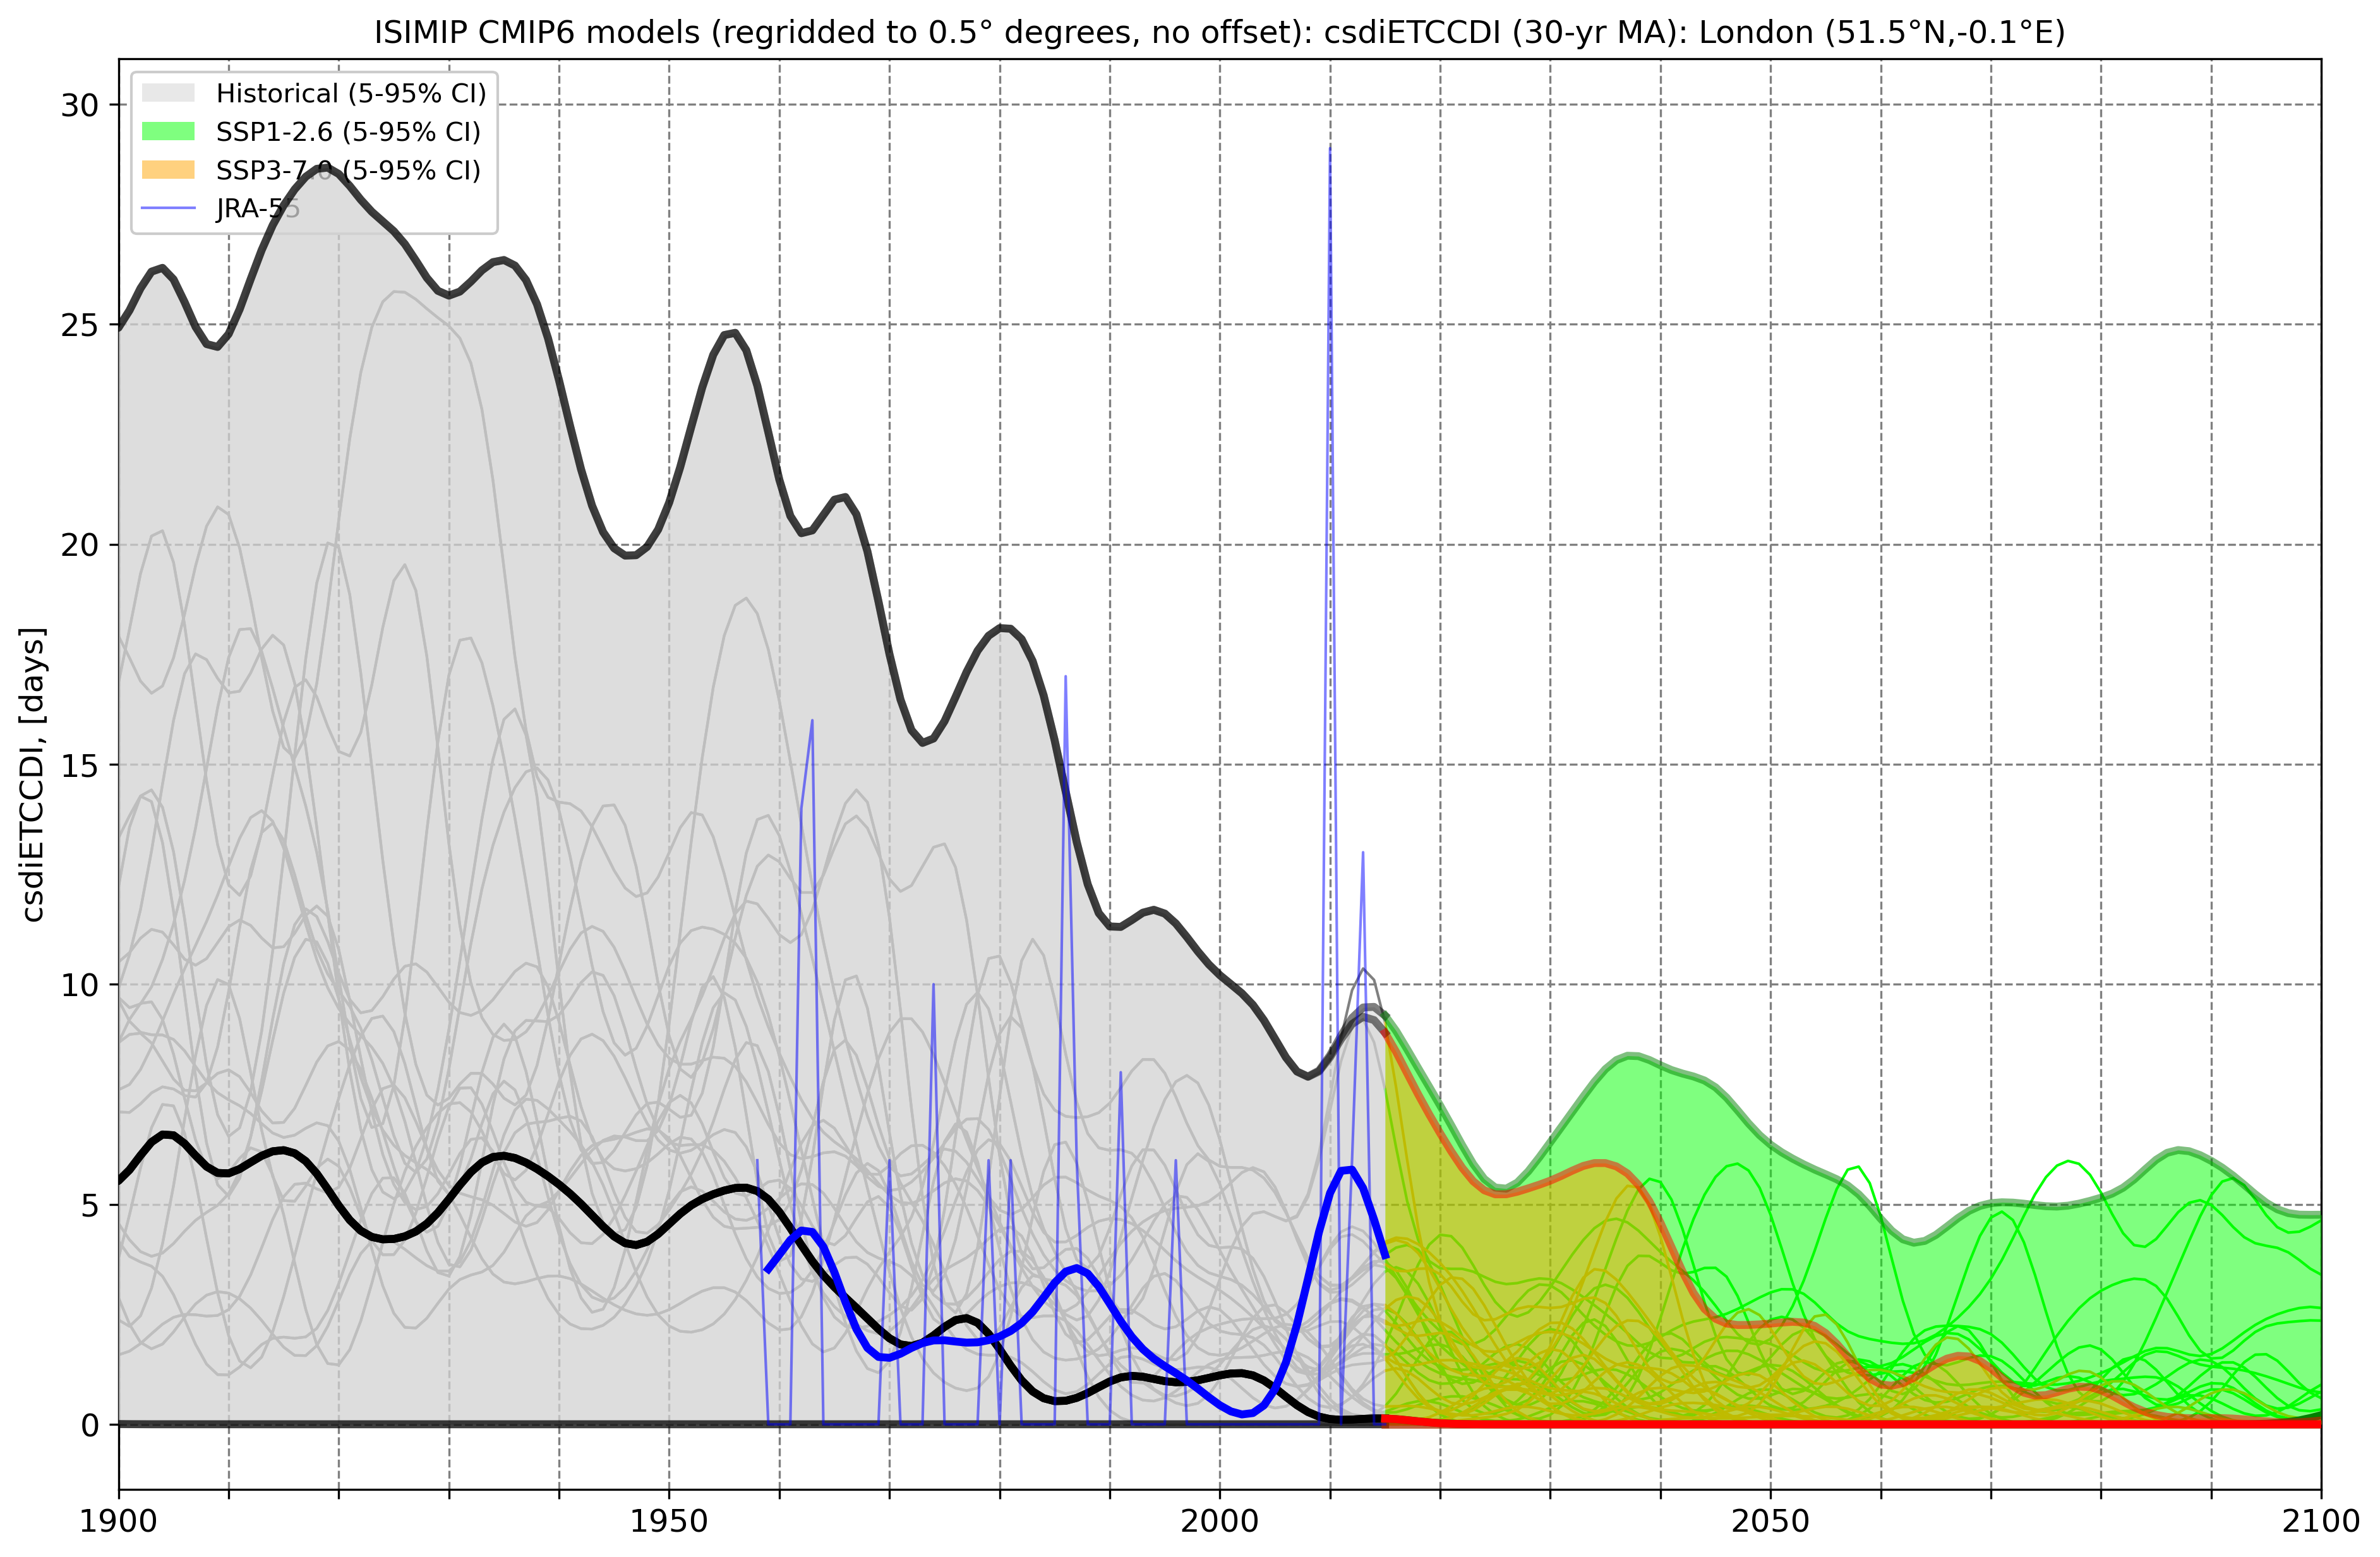 ISIMIP CMIP6 models (regridded to 0.5° degrees, no offset): csdiETCCDI (30-yr MA): London (51.5°N,-0.1°E)
Historical (5-95% CI)
SSP1-2.6 (5-95% CI)
SSP3-7.0 (5-95% CI)
JRA-55
csdiETCCDI, [days]
30
25
20
15
10
5
0
1900 1950 2000 2050 2100